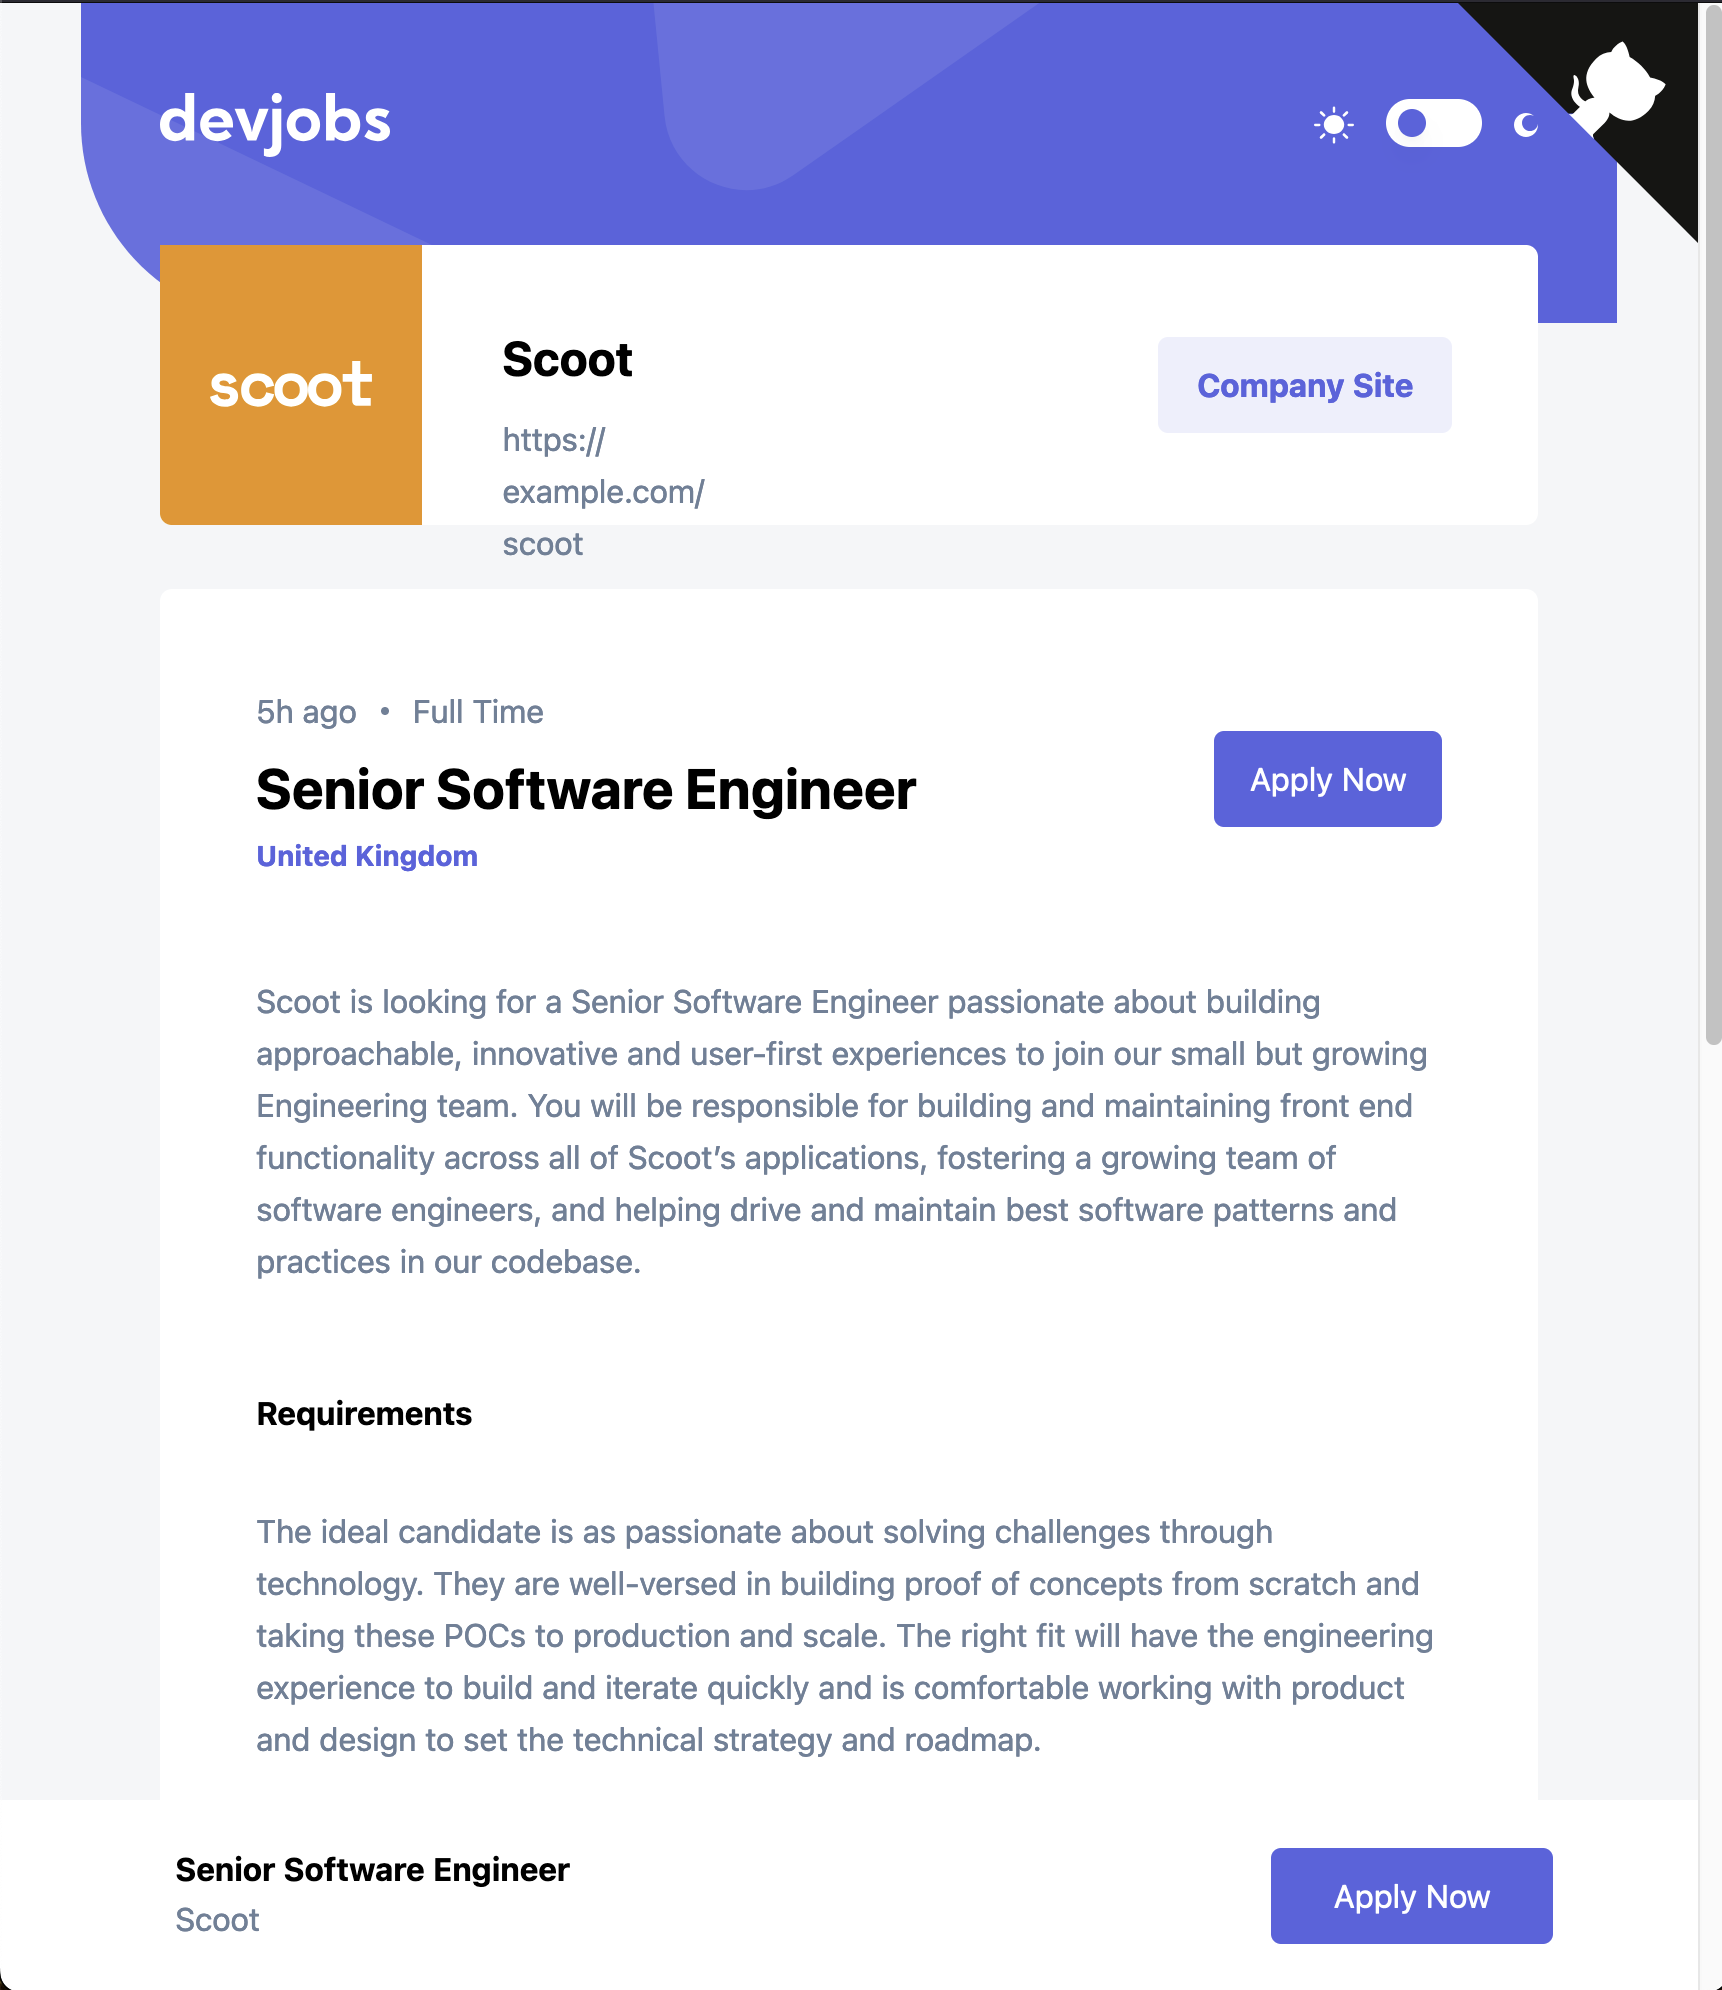 devjobs
scoot
Scoot
https://
example.com/
scoot
Company Site
5h ago • Full Time
Senior Software Engineer
United Kingdom
Apply Now
Scoot is looking for a Senior Software Engineer passionate about building
approachable, innovative and user-first experiences to join our small but growing
Engineering team. You will be responsible for building and maintaining front end
functionality across all of Scoot’s applications, fostering a growing team of
software engineers, and helping drive and maintain best software patterns and
practices in our codebase.
Requirements
The ideal candidate is as passionate about solving challenges through
technology. They are well-versed in building proof of concepts from scratch and
taking these POCs to production and scale. The right fit will have the engineering
experience to build and iterate quickly and is comfortable working with product
and design to set the technical strategy and roadmap.
Senior Software Engineer
Scoot
Apply Now